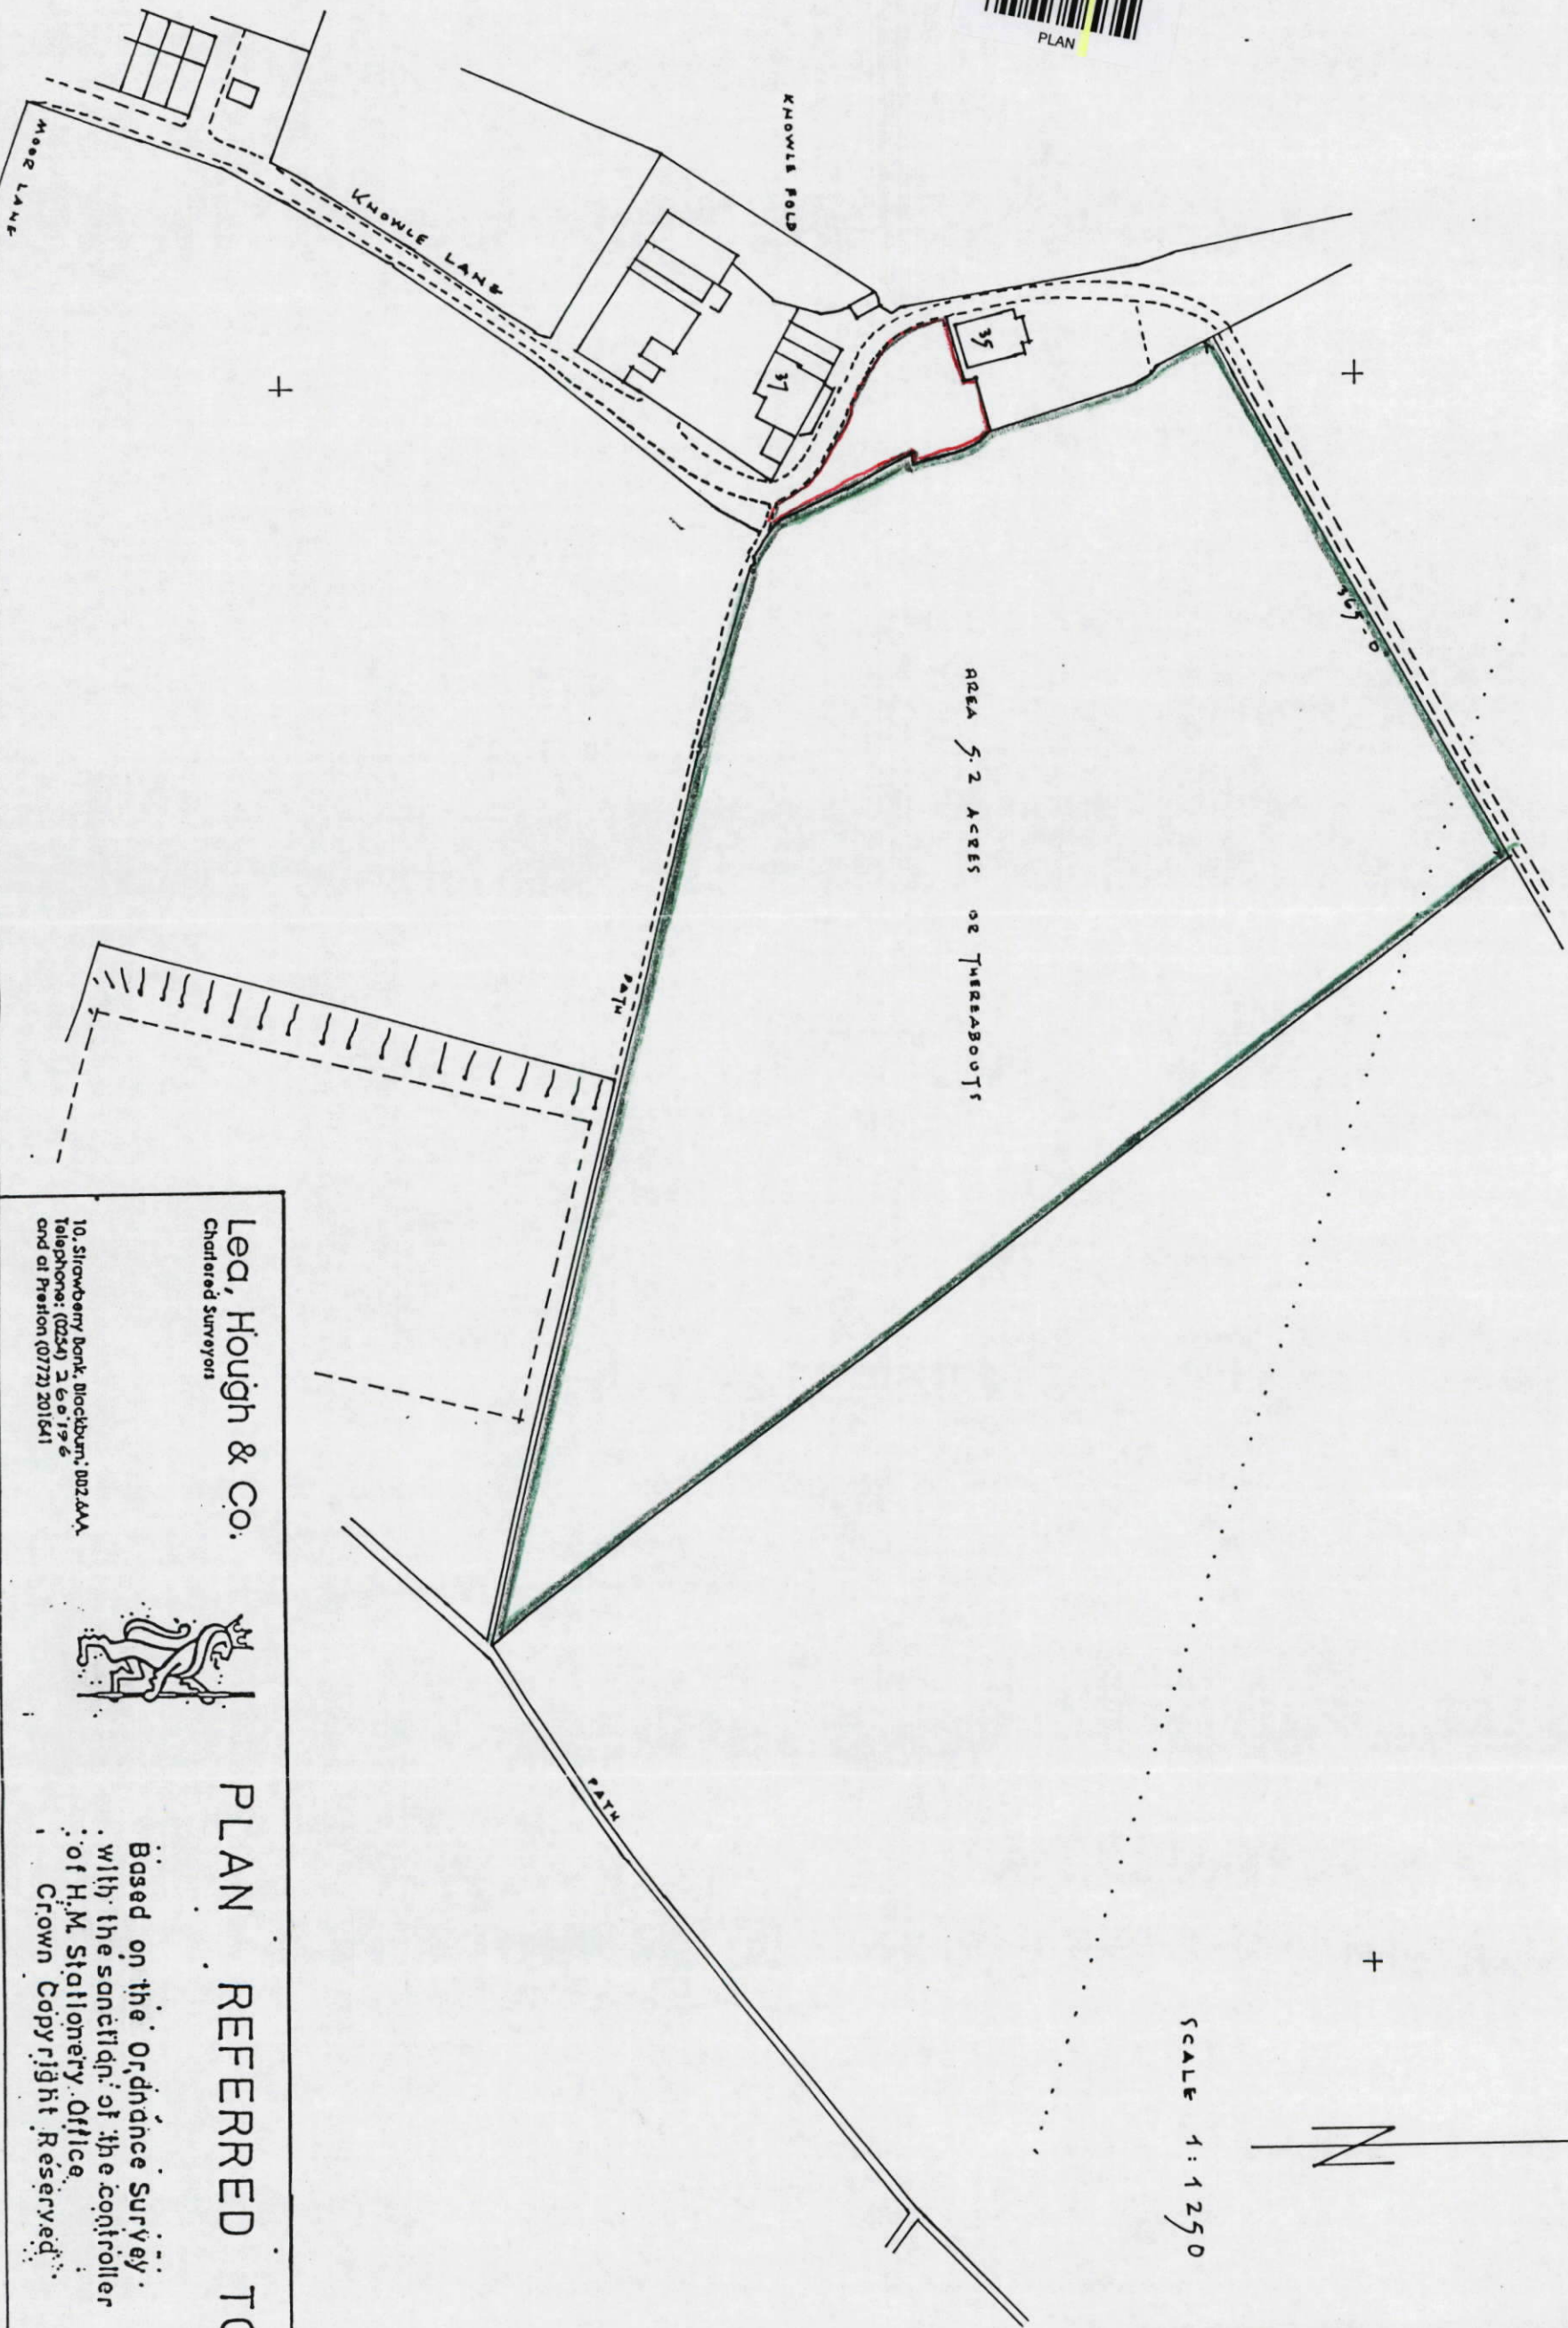 PLAN
KNOWLE FOLD
MOOR LANE
KNOWLE LANE
35
37
365.0.
AREA 5.2 ACRES OR THEREABOUTS
PATH
PATH
SCALE 1:1250
N
Lea, Hough & Co.
Chartered Surveyors
10, Strawberry Bank, Blackburn, BB2 6AA
Telephone: (0254) 260196
and at Preston (0772) 201641
PLAN REFERRED TO
Based on the Ordnance Survey
with the sanction of the controller
of H.M. Stationery Office
Crown Copyright Reserved